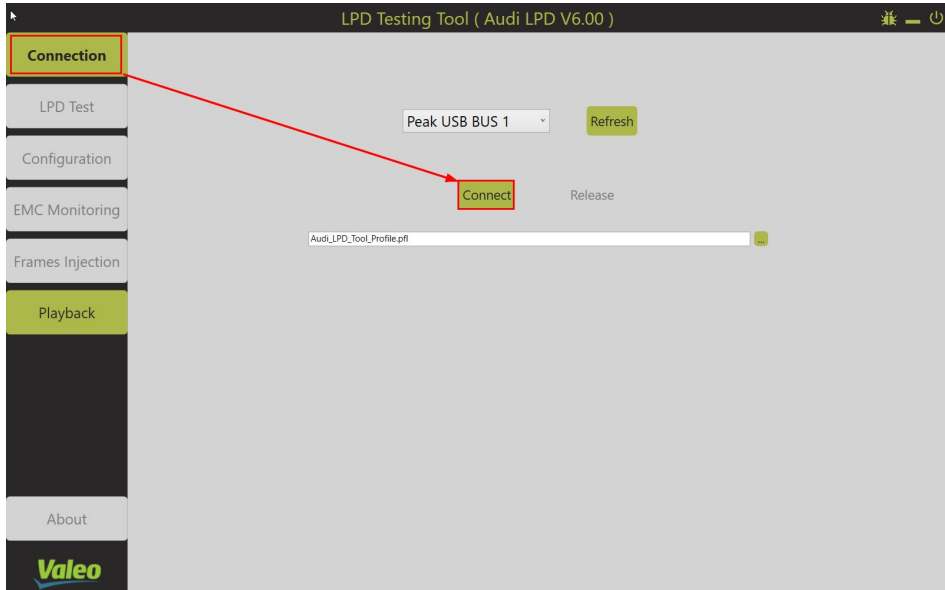 LPD Testing Tool ( Audi LPD V6.00 )
Connection
LPD Test
Configuration
EMC Monitoring
Frames Injection
Playback
About
Valeo
Peak USB BUS 1
Refresh
Connect
Release
Audi_LPD_Tool_Profile.pfl
...